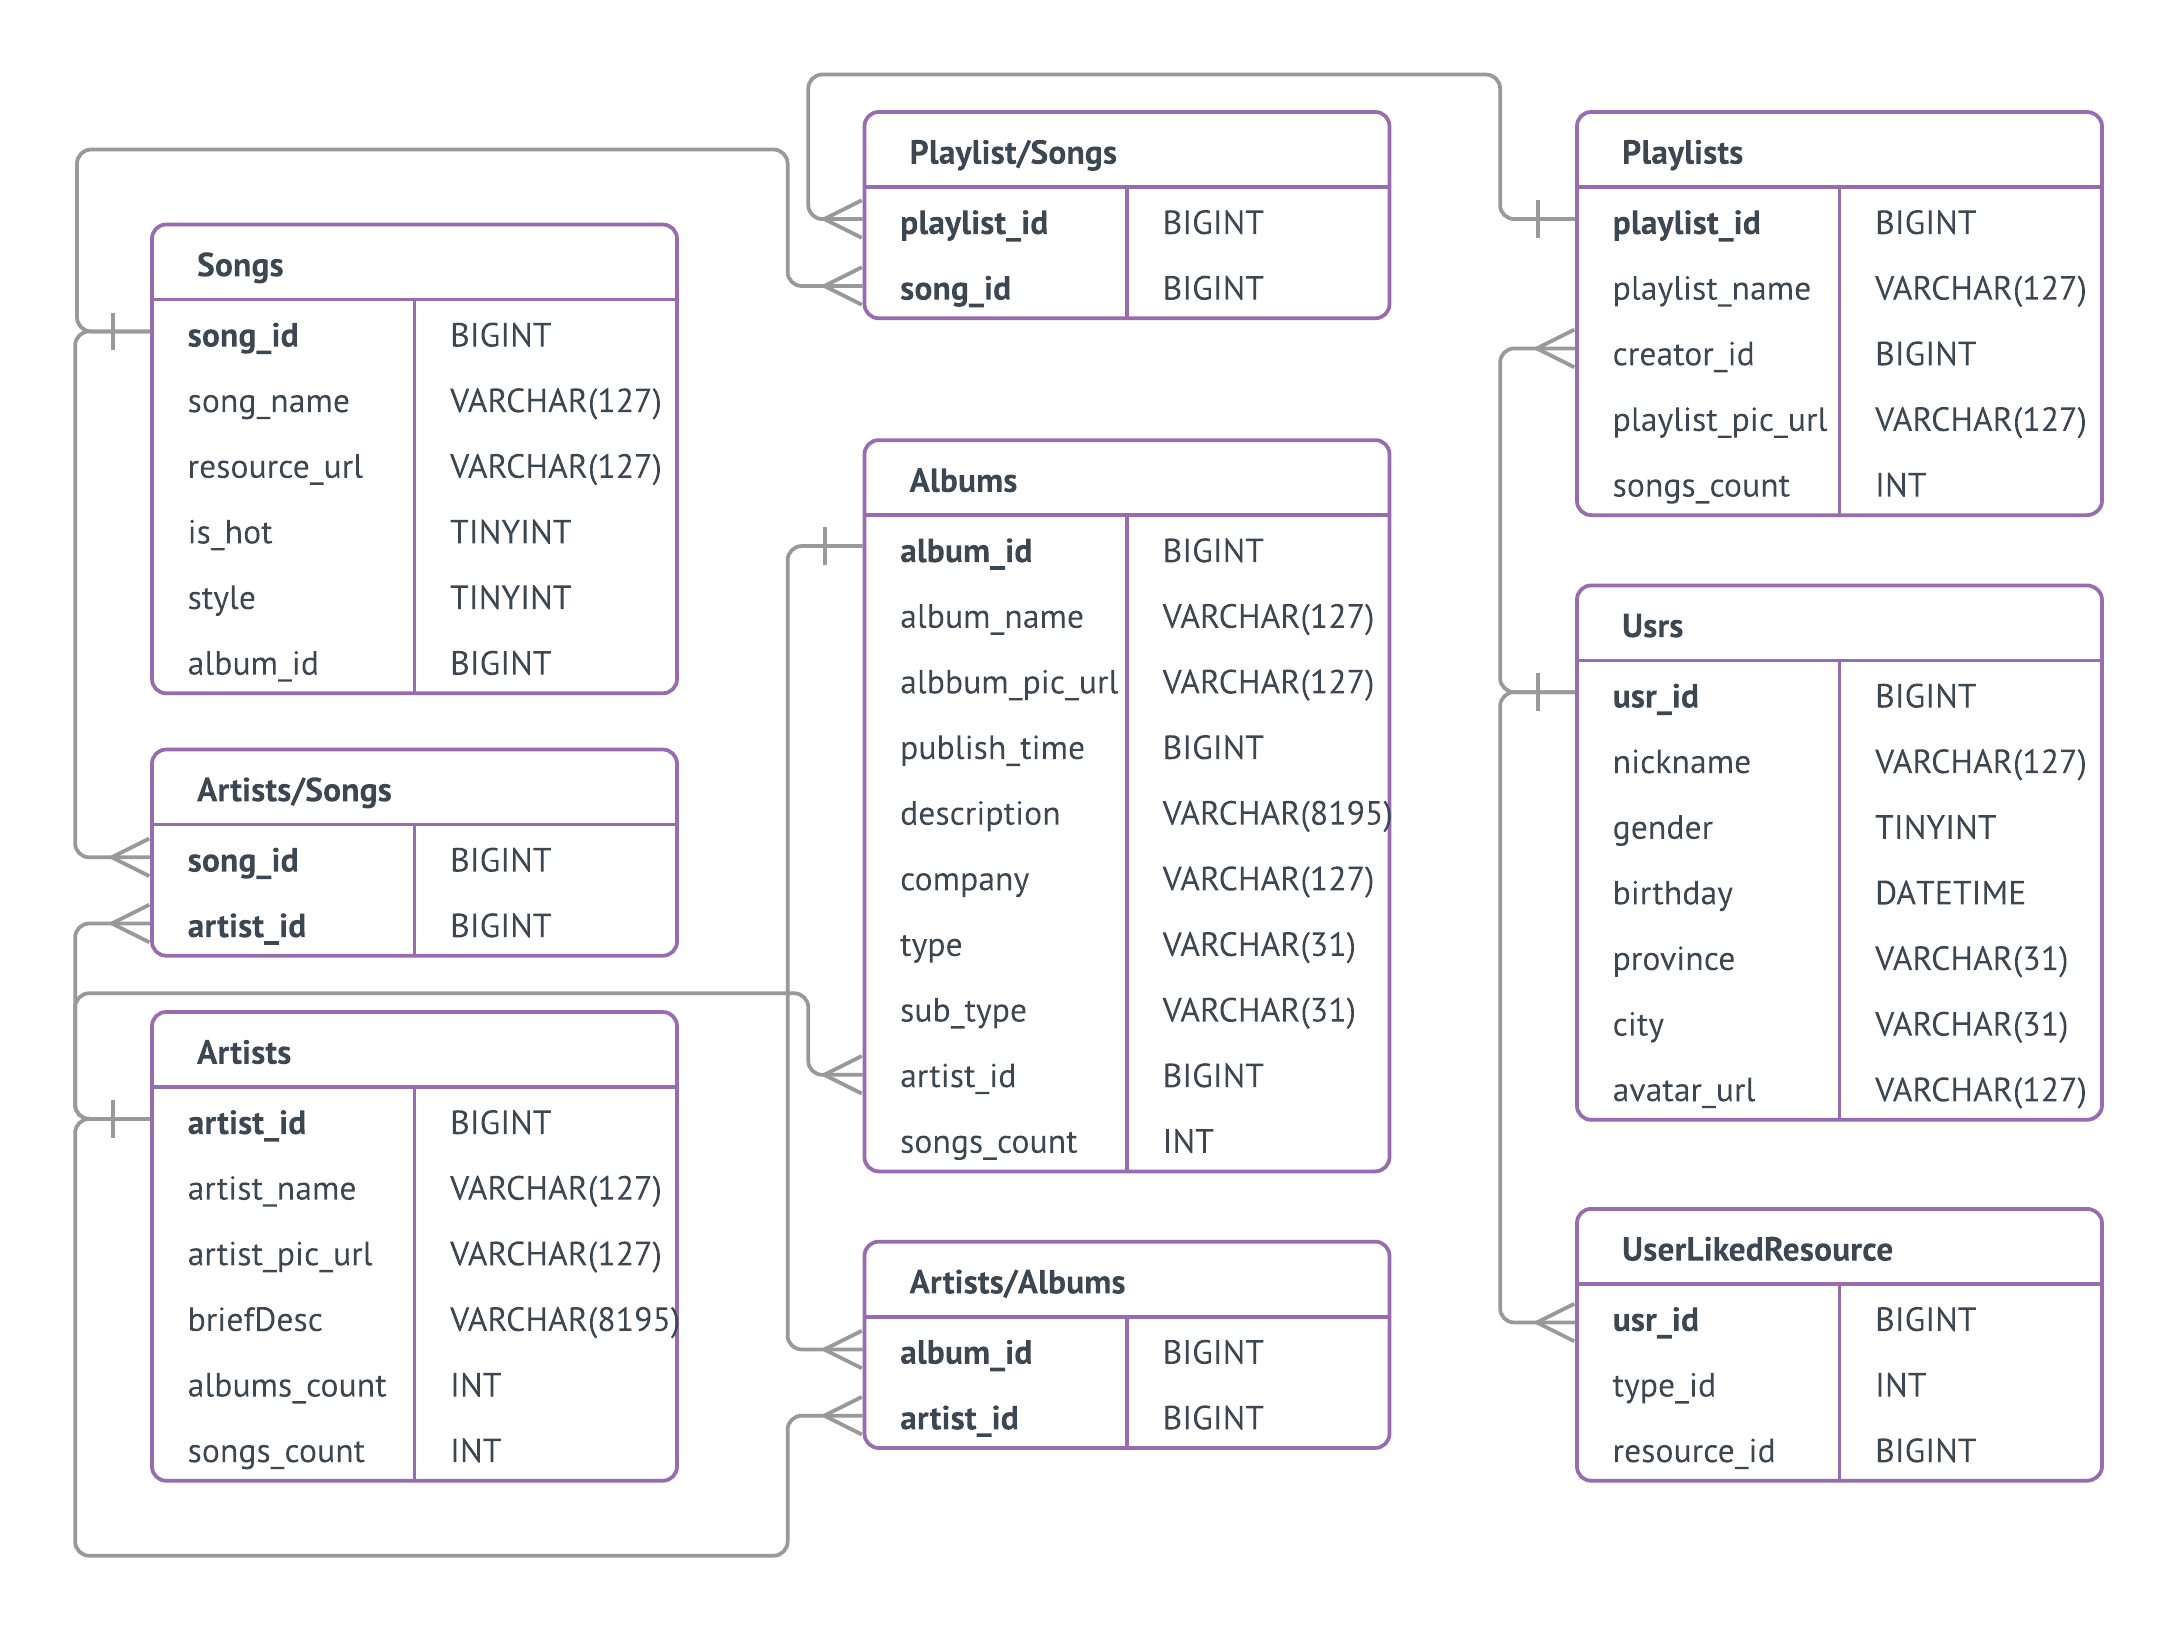 Songs
song_id BIGINT
song_name VARCHAR(127)
resource_url VARCHAR(127)
is_hot TINYINT
style TINYINT
album_id BIGINT
Artists/Songs
song_id BIGINT
artist_id BIGINT
Artists
artist_id BIGINT
artist_name VARCHAR(127)
artist_pic_url VARCHAR(127)
briefDesc VARCHAR(8195)
albums_count INT
songs_count INT
Playlist/Songs
playlist_id BIGINT
song_id BIGINT
Albums
album_id BIGINT
album_name VARCHAR(127)
albbum_pic_url VARCHAR(127)
publish_time BIGINT
description VARCHAR(8195)
company VARCHAR(127)
type VARCHAR(31)
sub_type VARCHAR(31)
artist_id BIGINT
songs_count INT
Artists/Albums
album_id BIGINT
artist_id BIGINT
Playlists
playlist_id BIGINT
playlist_name VARCHAR(127)
creator_id BIGINT
playlist_pic_url VARCHAR(127)
songs_count INT
Usrs
usr_id BIGINT
nickname VARCHAR(127)
gender TINYINT
birthday DATETIME
province VARCHAR(31)
city VARCHAR(31)
avatar_url VARCHAR(127)
UserLikedResource
usr_id BIGINT
type_id INT
resource_id BIGINT